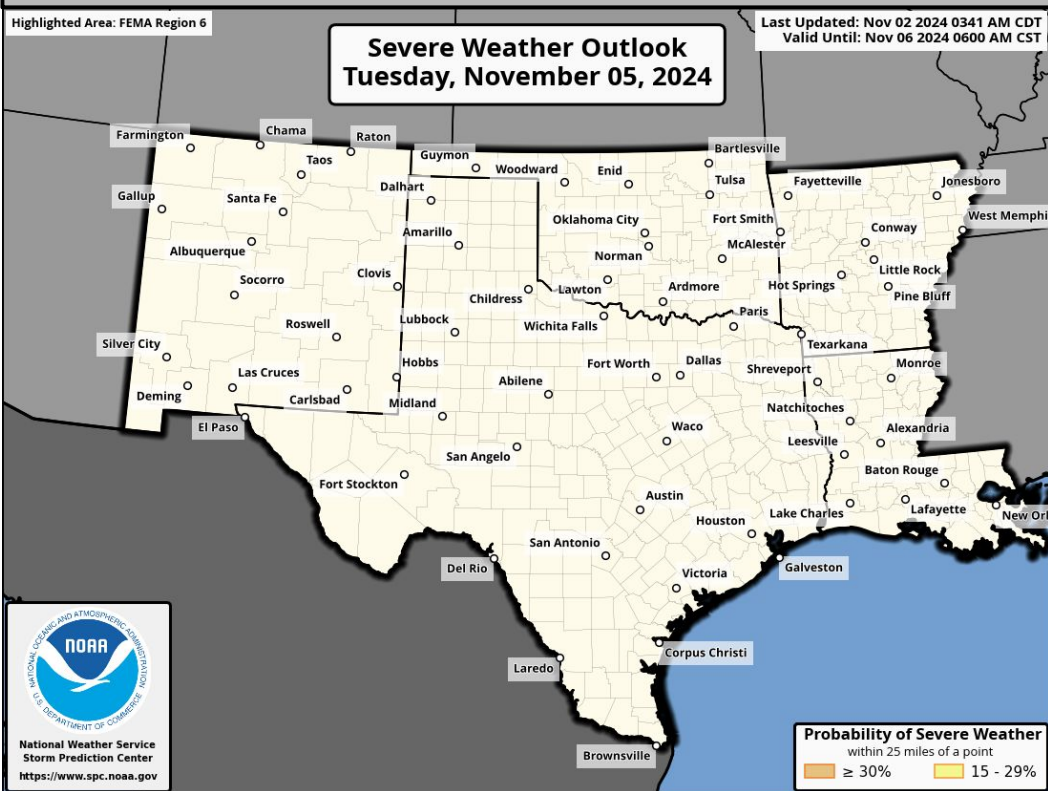 Highlighted Area: FEMA Region 6
Last Updated: Nov 02 2024 0341 AM CDT
Valid Until: Nov 06 2024 0600 AM CST
Severe Weather Outlook
Tuesday, November 05, 2024
Farmington
Chama
Raton
Taos
Guymon
Woodward
Enid
Bartlesville
Tulsa
Fayetteville
Jonesboro
Gallup
Santa Fe
Dalhart
Oklahoma City
Fort Smith
West Memphi
Albuquerque
Amarillo
Norman
McAlester
Conway
Little Rock
Socorro
Clovis
Childress
Lawton
Ardmore
Hot Springs
Pine Bluff
Roswell
Lubbock
Wichita Falls
Paris
Texarkana
Silver City
Las Cruces
Hobbs
Abilene
Fort Worth
Dallas
Shreveport
Monroe
Deming
Carlsbad
Midland
Natchitoches
El Paso
Waco
Leesville
Alexandria
San Angelo
Fort Stockton
Baton Rouge
Austin
Lake Charles
Lafayette
New Orl
Houston
San Antonio
Del Rio
Galveston
Victoria
Corpus Christi
Laredo
Brownsville
NATIONAL OCEANIC AND ATMOSPHERIC ADMINISTRATION
NOAA
U.S. DEPARTMENT OF COMMERCE
National Weather Service
Storm Prediction Center
https://www.spc.noaa.gov
Probability of Severe Weather
within 25 miles of a point
≥ 30%
15 - 29%